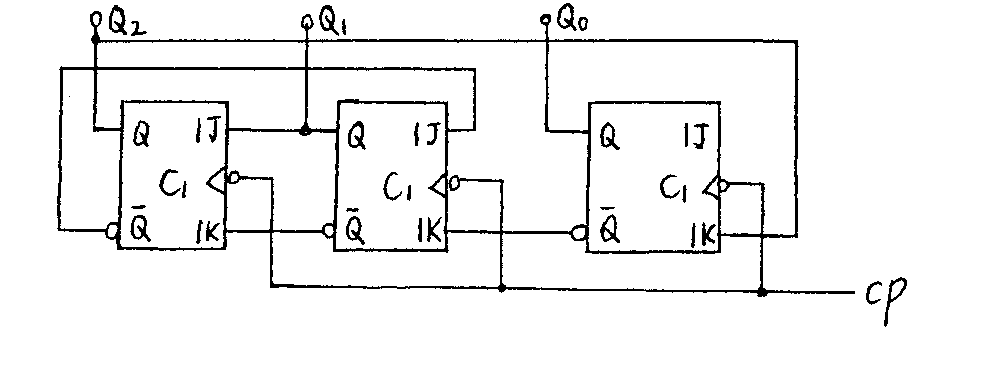 Q2 Q1 Q0
Q 1J Q 1J Q 1J
C1 C1 C1
Q̅ 1K Q̅ 1K Q̅ 1K
CP